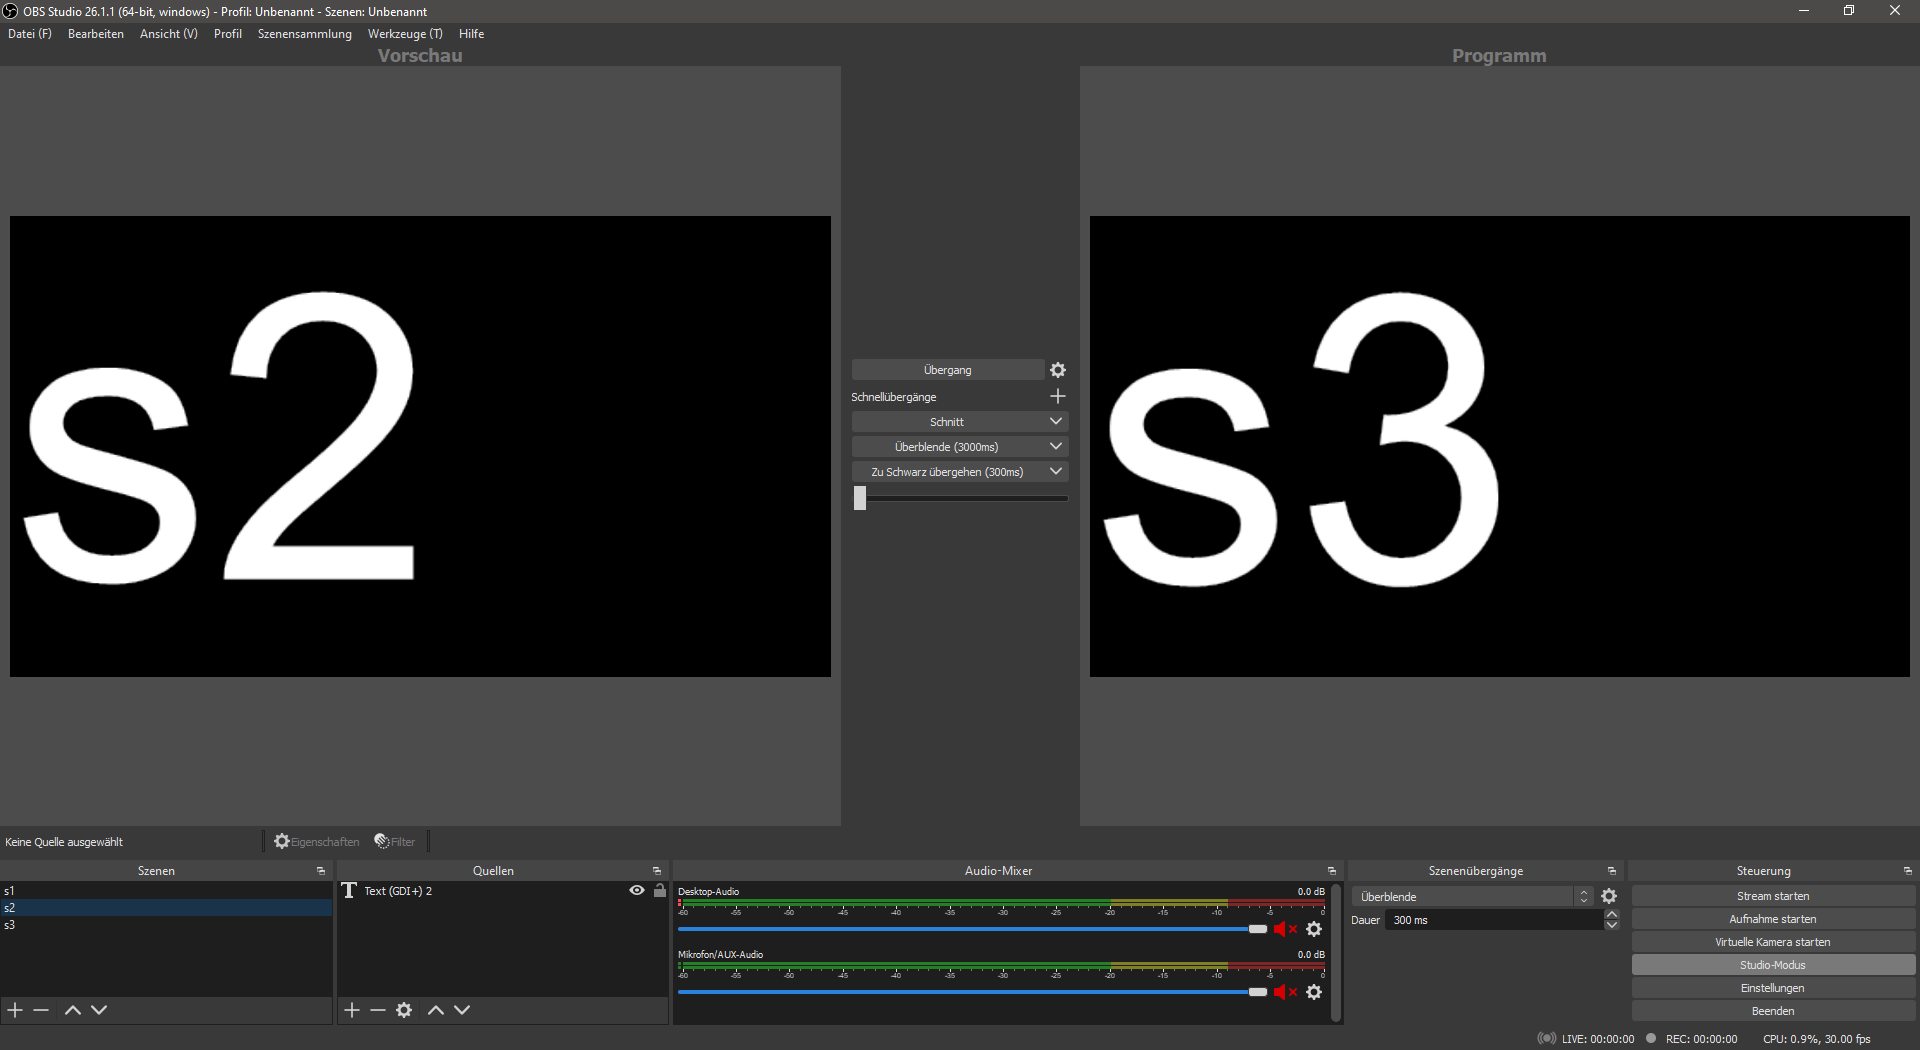 OBS Studio 26.1.1 (64-bit, windows) - Profil: Unbenannt - Szenen: Unbenannt
Datei (F) Bearbeiten Ansicht (V) Profil Szenensammlung Werkzeuge (T) Hilfe
Vorschau
Programm
s2
s3
Übergang
Schnellübergänge
Schnitt
Überblende (3000ms)
Zu Schwarz übergehen (300ms)
Keine Quelle ausgewählt
Eigenschaften
Filter
Szenen
s1
s2
s3
Quellen
Text (GDI+) 2
Audio-Mixer
Desktop-Audio 0.0 dB
-60 -55 -50 -45 -40 -35 -30 -25 -20 -15 -10 -5 0
Mikrofon/AUX-Audio 0.0 dB
-60 -55 -50 -45 -40 -35 -30 -25 -20 -15 -10 -5 0
Szenenübergänge
Überblende
Dauer 300 ms
Steuerung
Stream starten
Aufnahme starten
Virtuelle Kamera starten
Studio-Modus
Einstellungen
Beenden
LIVE: 00:00:00 REC: 00:00:00 CPU: 0.9%, 30.00 fps